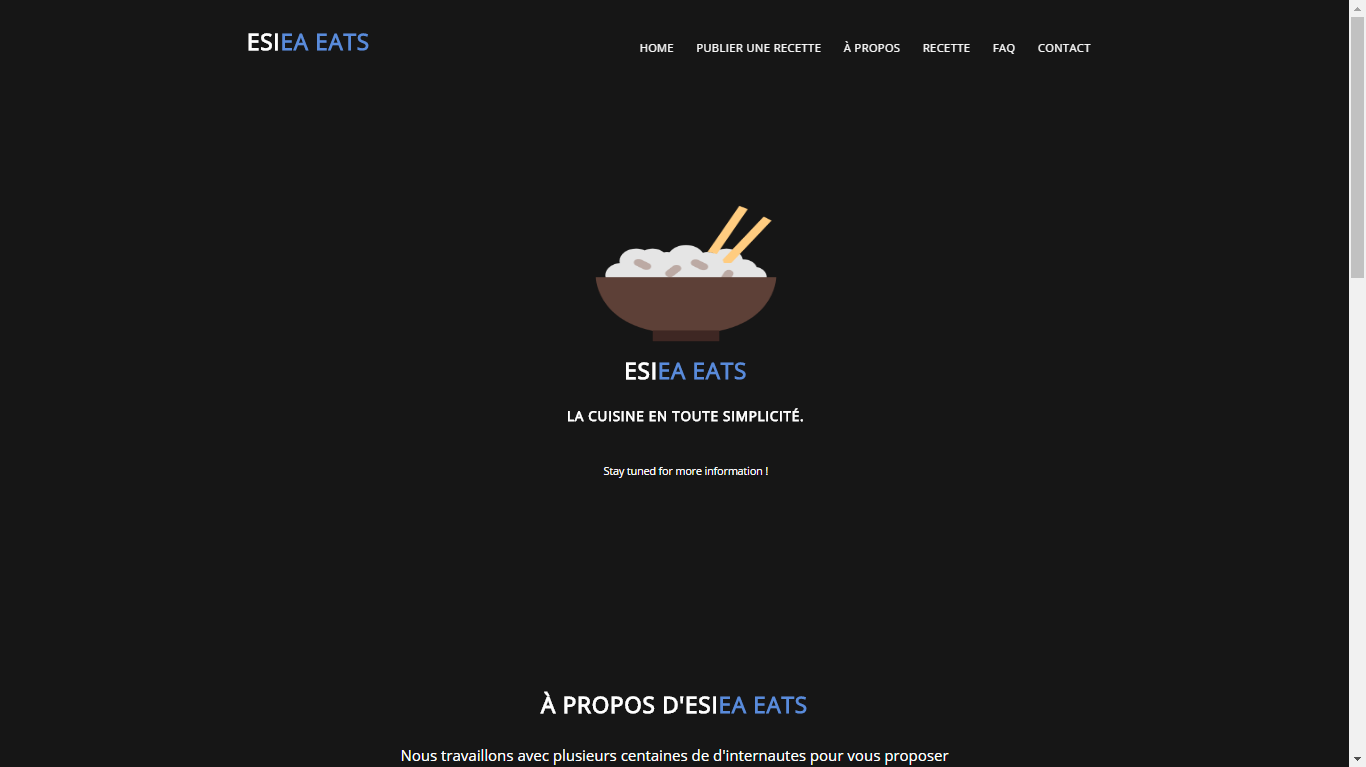 ESIEA EATS
HOME PUBLIER UNE RECETTE À PROPOS RECETTE FAQ CONTACT
ESIEA EATS
LA CUISINE EN TOUTE SIMPLICITÉ.
Stay tuned for more information !
À PROPOS D'ESIEA EATS
Nous travaillons avec plusieurs centaines de d'internautes pour vous proposer